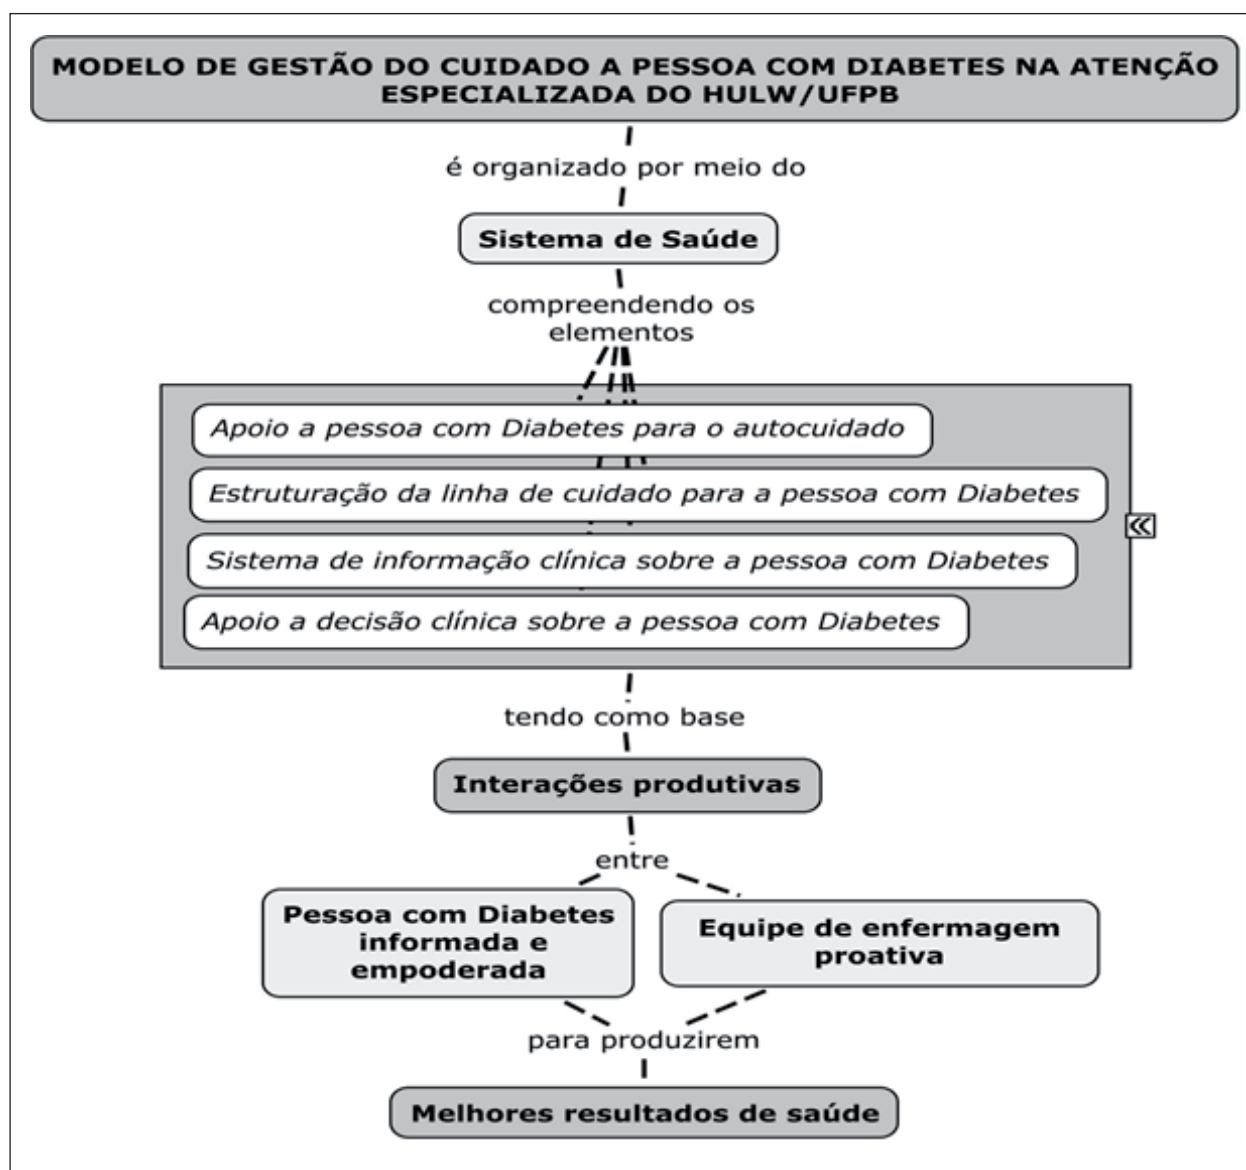 MODELO DE GESTÃO DO CUIDADO A PESSOA COM DIABETES NA ATENÇÃO
ESPECIALIZADA DO HULW/UFPB
é organizado por meio do
Sistema de Saúde
compreendendo os
elementos
Apoio a pessoa com Diabetes para o autocuidado
Estruturação da linha de cuidado para a pessoa com Diabetes
Sistema de informação clínica sobre a pessoa com Diabetes
Apoio a decisão clínica sobre a pessoa com Diabetes
tendo como base
Interações produtivas
entre
Pessoa com Diabetes
informada e
empoderada
Equipe de enfermagem
proativa
para produzirem
Melhores resultados de saúde